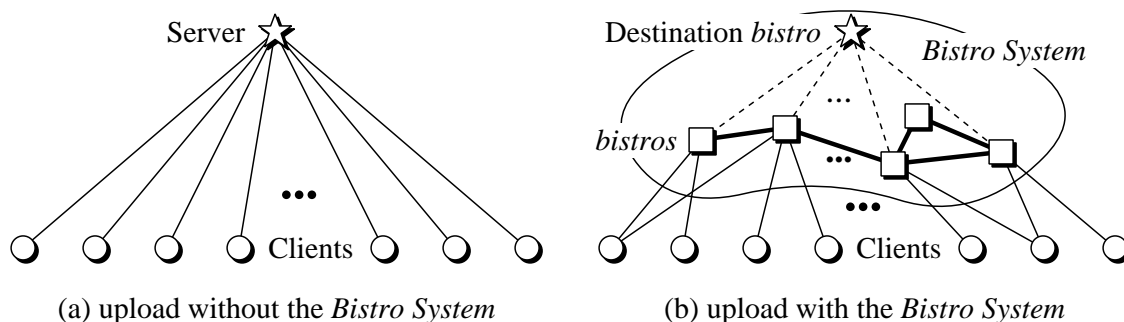 Server
Clients
(a) upload without the Bistro System
Destination bistro
Bistro System
bistros
Clients
(b) upload with the Bistro System